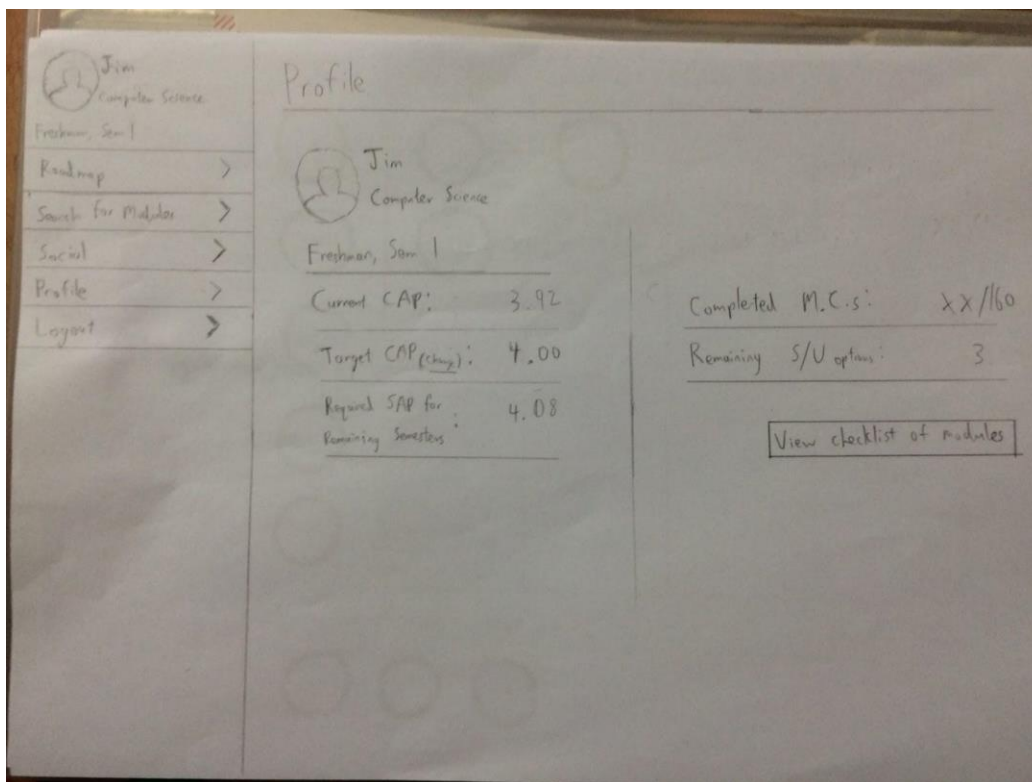 Jim
Computer Science
Freshman, Sem 1
Roadmap >
Search for Modules >
Social >
Profile >
Logout >
Profile
Jim
Computer Science
Freshman, Sem 1
Current CAP: 3.92
Target CAP (change): 4.00
Required SAP for
Remaining Semesters: 4.08
Completed M.C.s: xx/160
Remaining S/U options: 3
View checklist of modules